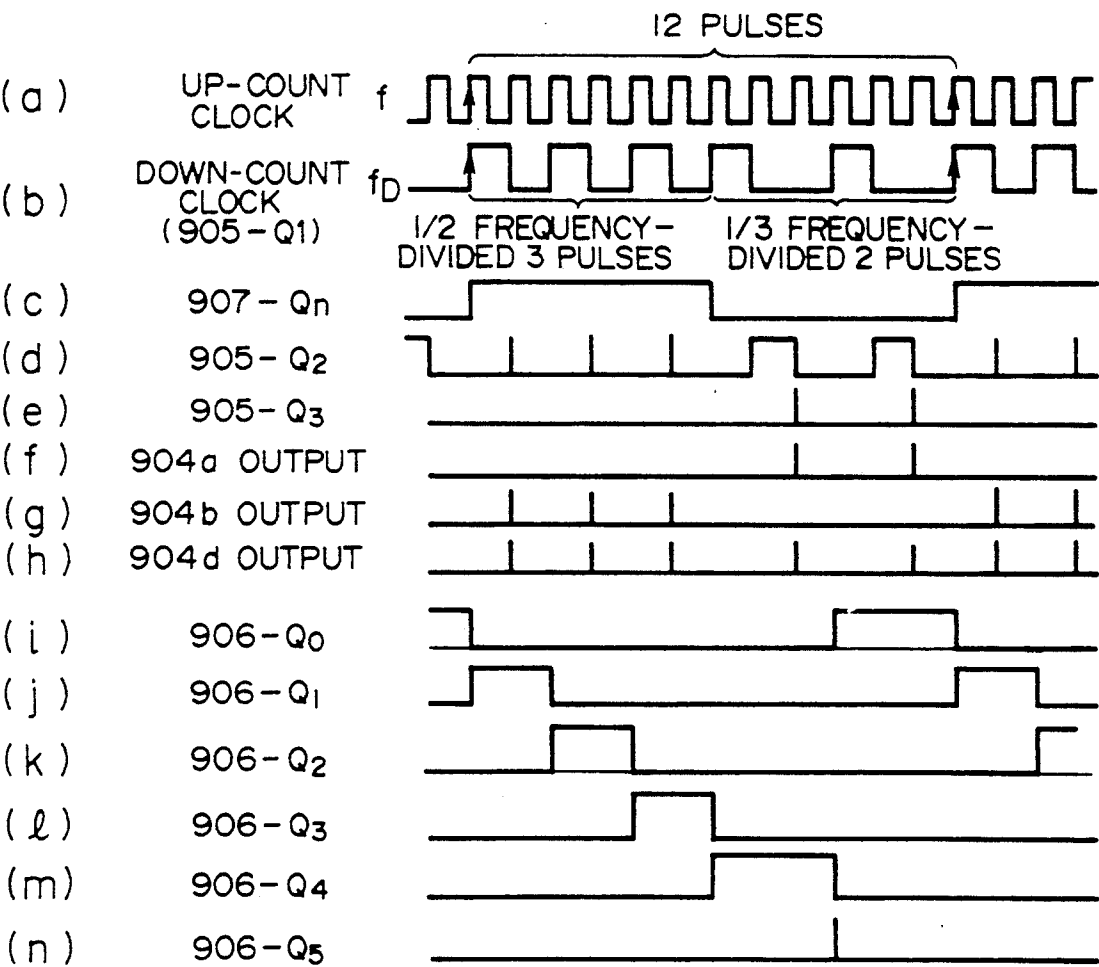 12 PULSES
(a) UP-COUNT CLOCK f
(b) DOWN-COUNT CLOCK (905-Q1) fD
1/2 FREQUENCY-DIVIDED 3 PULSES
1/3 FREQUENCY-DIVIDED 2 PULSES
(c) 907-Qn
(d) 905-Q2
(e) 905-Q3
(f) 904a OUTPUT
(g) 904b OUTPUT
(h) 904d OUTPUT
(i) 906-Q0
(j) 906-Q1
(k) 906-Q2
(ℓ) 906-Q3
(m) 906-Q4
(n) 906-Q5